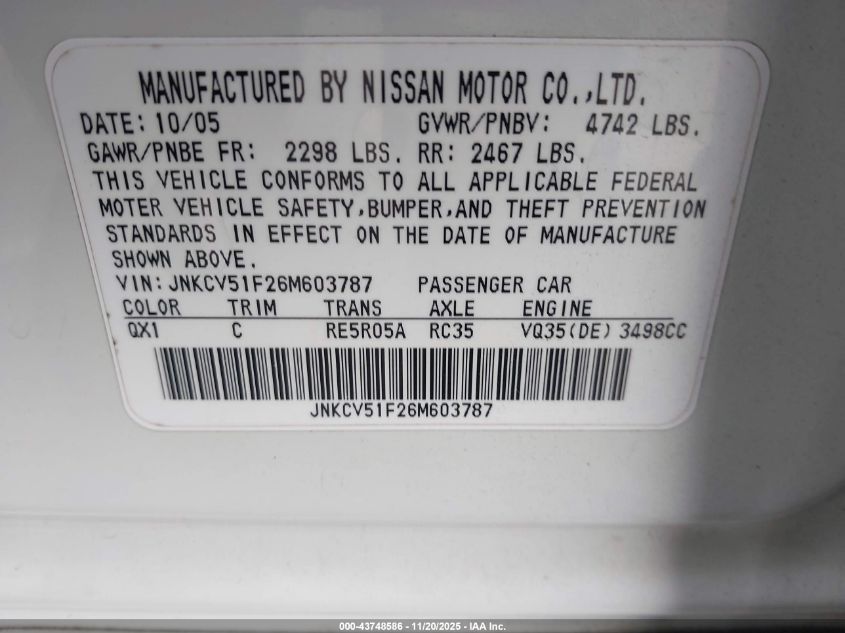 MANUFACTURED BY NISSAN MOTOR CO.,LTD.
DATE: 10/05 GVWR/PNBV: 4742 LBS.
GAWR/PNBE FR: 2298 LBS. RR: 2467 LBS.
THIS VEHICLE CONFORMS TO ALL APPLICABLE FEDERAL
MOTER VEHICLE SAFETY,BUMPER,AND THEFT PREVENTION
STANDARDS IN EFFECT ON THE DATE OF MANUFACTURE
SHOWN ABOVE.
VIN: JNKCV51F26M603787 PASSENGER CAR
COLOR TRIM TRANS AXLE ENGINE
QX1 C RE5R05A RC35 VQ35(DE) 3498CC
JNKCV51F26M603787
000-43748586 - 11/20/2025 - IAA Inc.